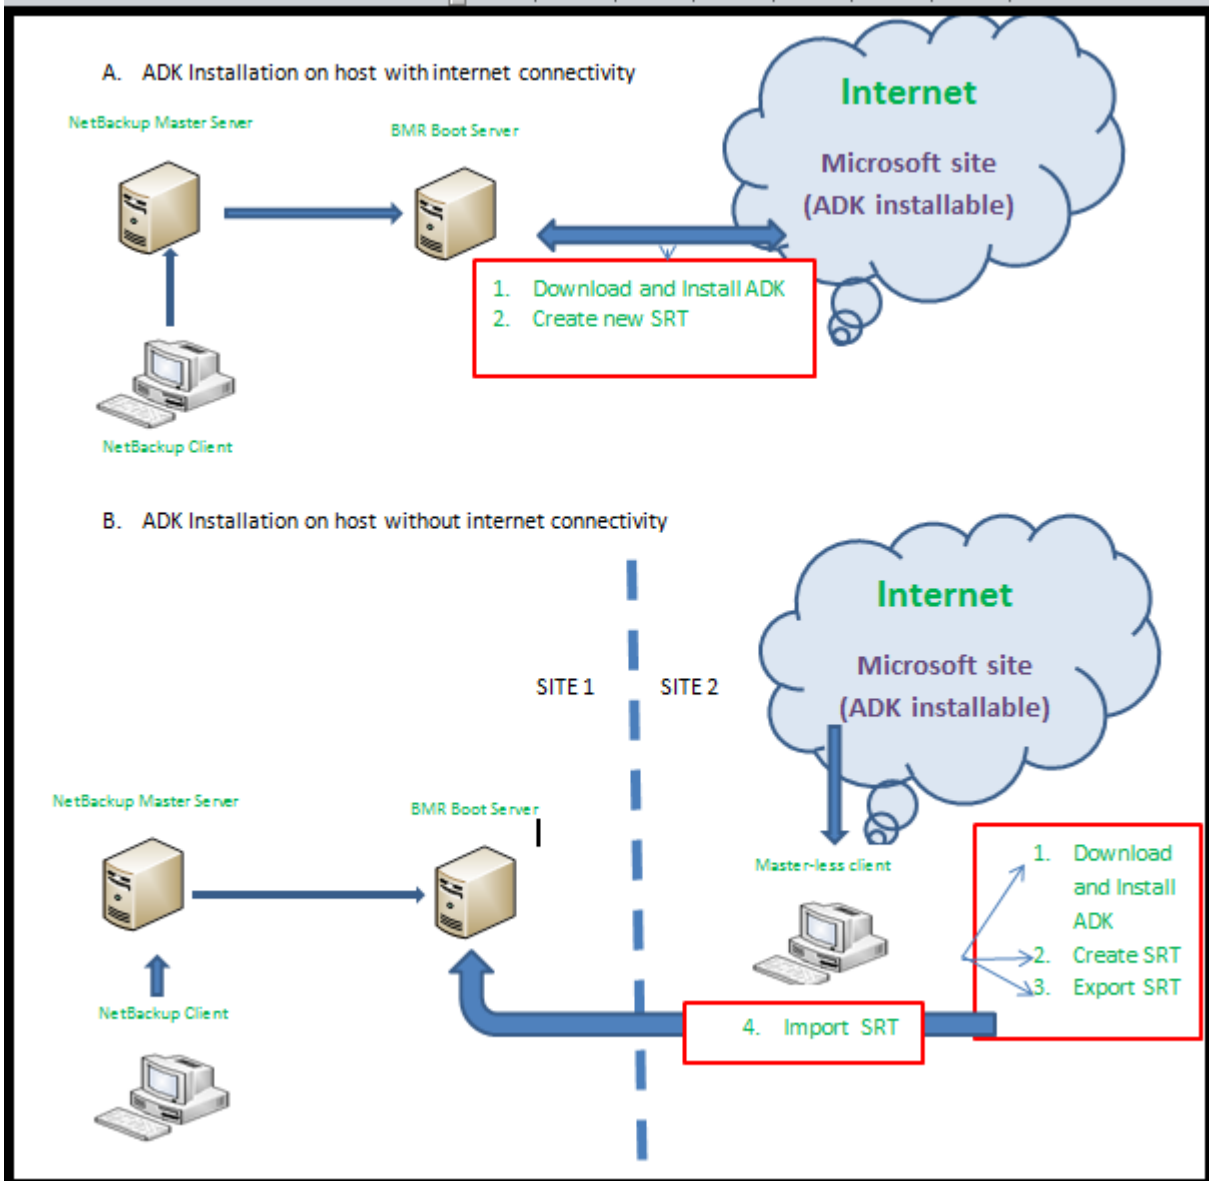 A. ADK Installation on host with internet connectivity
NetBackup Master Server
BMR Boot Server
Internet
Microsoft site
(ADK installable)
1. Download and Install ADK
2. Create new SRT
NetBackup Client
B. ADK Installation on host without internet connectivity
Internet
Microsoft site
(ADK installable)
SITE 1
SITE 2
NetBackup Master Server
BMR Boot Server
Master-less client
1. Download
and Install
ADK
2. Create SRT
3. Export SRT
NetBackup Client
4. Import SRT